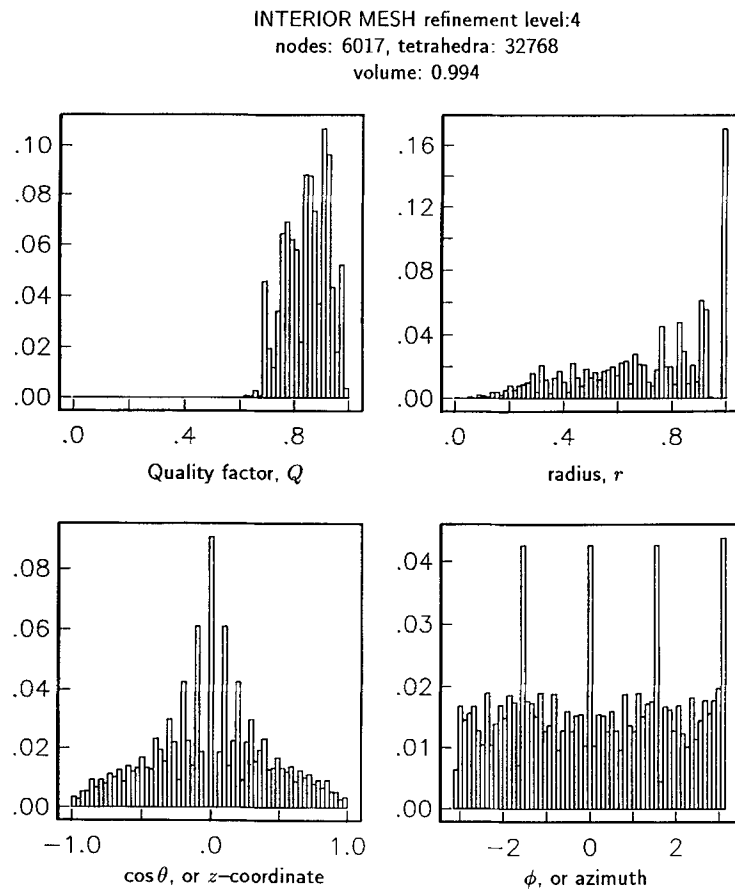 INTERIOR MESH refinement level:4
nodes: 6017, tetrahedra: 32768
volume: 0.994
.10
.08
.06
.04
.02
.00
.0 .4 .8
Quality factor, Q
.16
.12
.08
.04
.00
.0 .4 .8
radius, r
.08
.06
.04
.02
.00
−1.0 .0 1.0
cos θ, or z−coordinate
.04
.03
.02
.01
.00
−2 0 2
ϕ, or azimuth